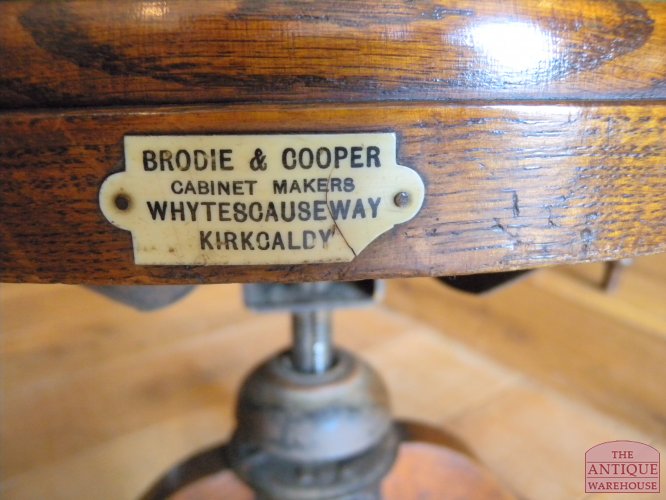 BRODIE & COOPER
CABINET MAKERS
WHYTESCAUSEWAY
KIRKCALDY
THE
ANTIQUE
WAREHOUSE